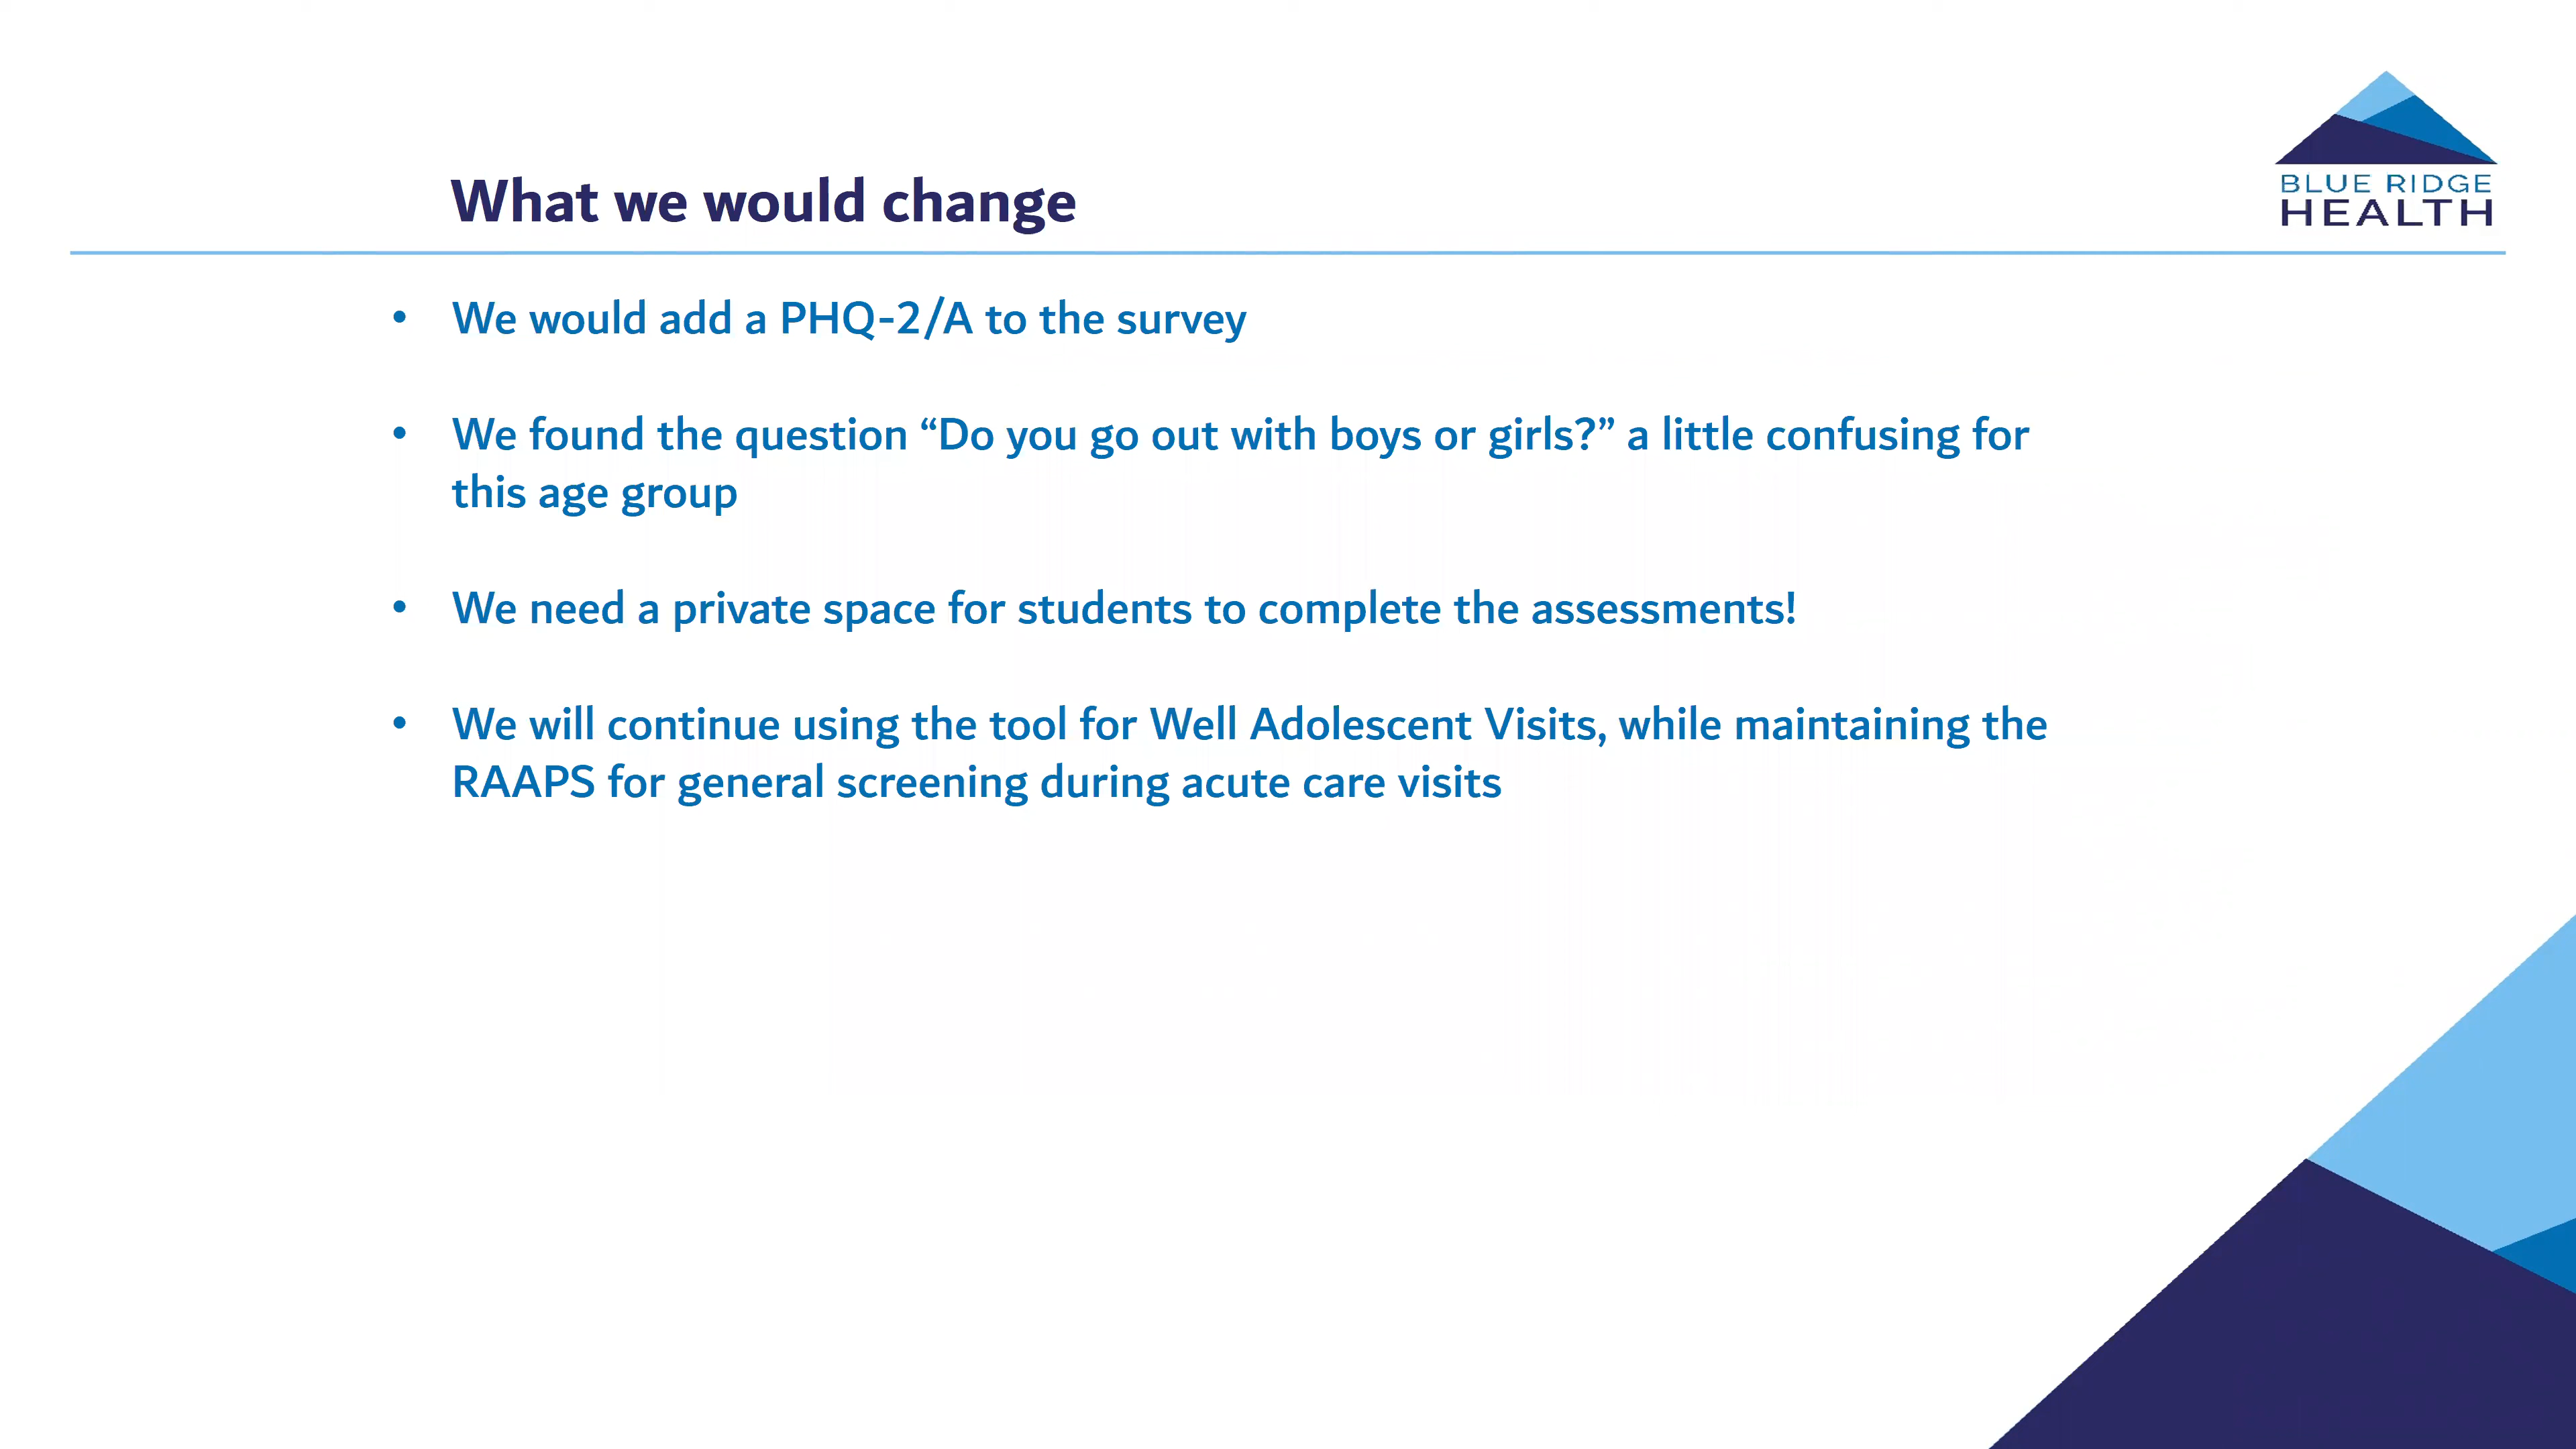 BLUE RIDGE
HEALTH
What we would change
• We would add a PHQ-2/A to the survey
• We found the question “Do you go out with boys or girls?” a little confusing for
this age group
• We need a private space for students to complete the assessments!
• We will continue using the tool for Well Adolescent Visits, while maintaining the
RAAPS for general screening during acute care visits